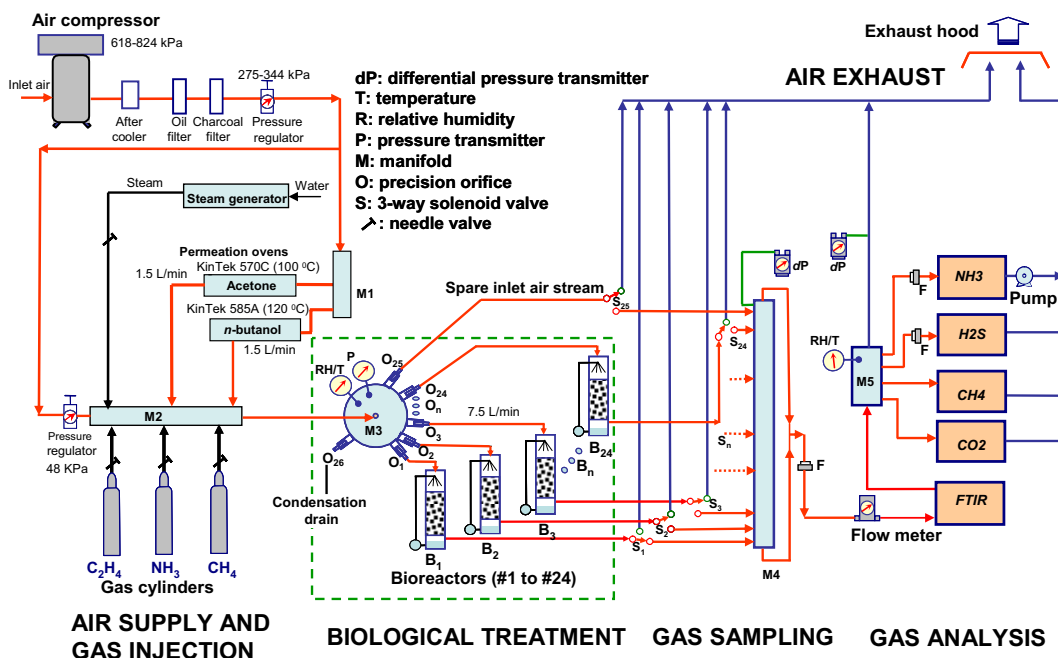 Air compressor
618-824 kPa
Inlet air
After
cooler
Oil
filter
Charcoal
filter
275-344 kPa
Pressure
regulator
dP: differential pressure transmitter
T: temperature
R: relative humidity
P: pressure transmitter
M: manifold
O: precision orifice
S: 3-way solenoid valve
: needle valve
Exhaust hood
AIR EXHAUST
Steam
Steam generator
Water
Permeation ovens
KinTek 570C (100 ⁰C)
1.5 L/min
Acetone
M1
KinTek 585A (120 ⁰C)
n-butanol
1.5 L/min
M2
Pressure
regulator
48 KPa
C₂H₄
NH₃
CH₄
Gas cylinders
Spare inlet air stream
RH/T
P
M3
O₂₅
O₂₄
Oₙ
O₃
O₂
O₁
O₂₆
Condensation
drain
7.5 L/min
B₁
B₂
B₃
Bₙ
B₂₄
Bioreactors (#1 to #24)
S₂₅
S₂₄
Sₙ
S₃
S₂
S₁
dP
M4
F
Flow meter
dP
RH/T
M5
F
NH3
Pump
F
H2S
CH4
CO2
FTIR
AIR SUPPLY AND
GAS INJECTION
BIOLOGICAL TREATMENT
GAS SAMPLING
GAS ANALYSIS